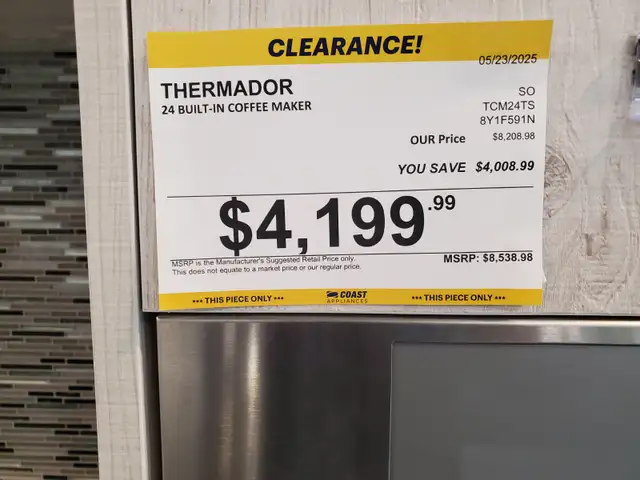 CLEARANCE!
05/23/2025
THERMADOR
24 BUILT-IN COFFEE MAKER
SO
TCM24TS
8Y1F591N
OUR Price $8,208.98
YOU SAVE $4,008.99
$4,199.99
MSRP is the Manufacturer's Suggested Retail Price only.
This does not equate to a market price or our regular price.
MSRP: $8,538.98
••• THIS PIECE ONLY •••
COAST
APPLIANCES
••• THIS PIECE ONLY •••